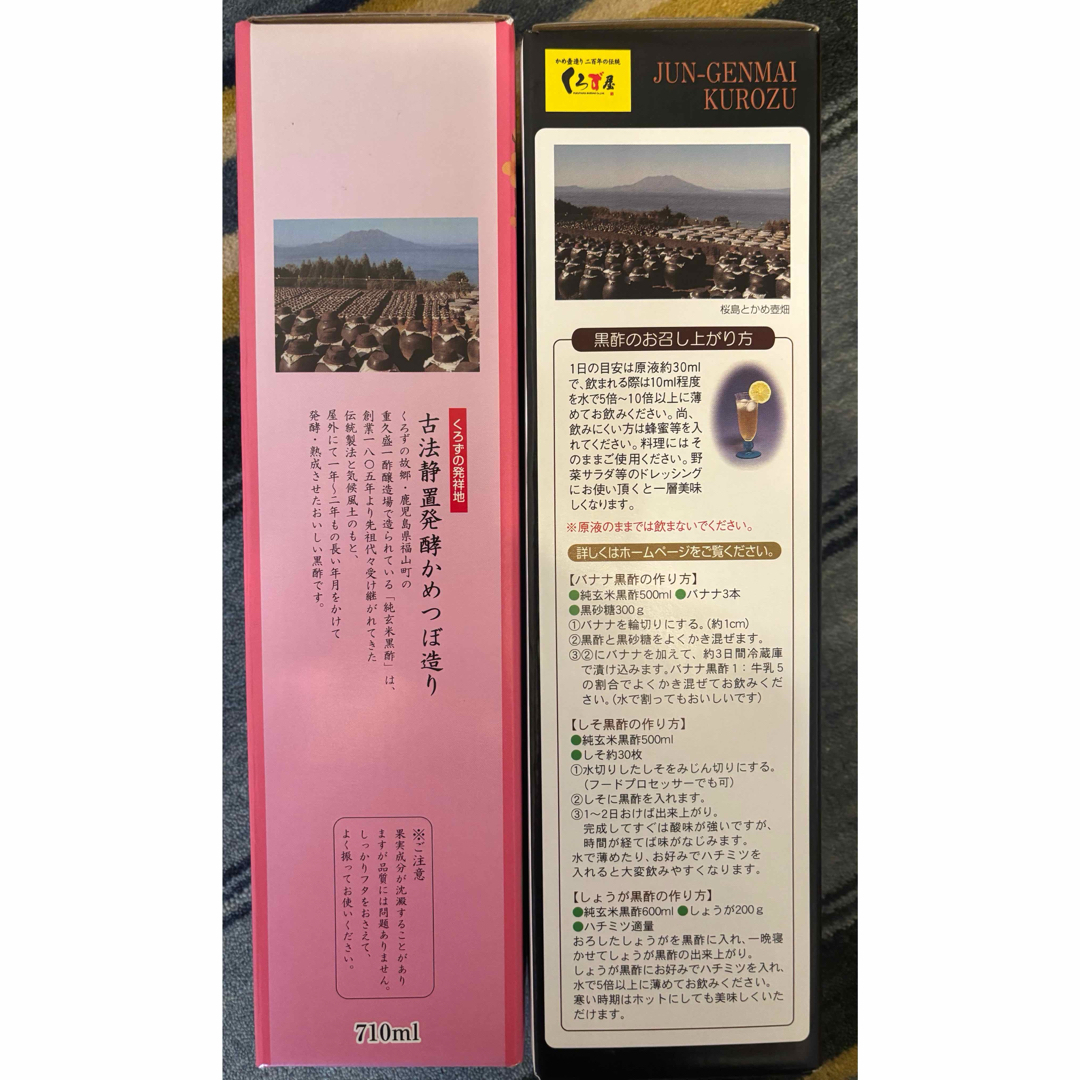 くろずの発祥地
古法静置発酵かめつぼ造り
くろずの故郷・鹿児島県福山町の
重久盛一酢醸造場で造られている「純玄米黒酢」は、
創業一八〇五年より先祖代々受け継がれてきた
伝統製法と気候風土のもと、
屋外にて一年〜二年もの長い年月をかけて
発酵・熟成させたおいしい黒酢です。
※ご注意
果実成分が沈澱することがあり
ますが品質には問題ありません。
しっかりフタをおさえて、
よく振ってお使いください。
710ml
かめ壷造り二百年の伝統
くろず屋
JUN-GENMAI
KUROZU
桜島とかめ壺畑
黒酢のお召し上がり方
1日の目安は原液約30ml
で、飲まれる際は10ml程度
を水で5倍〜10倍以上に薄
めてお飲みください。尚、
飲みにくい方は蜂蜜等を入
れてください。料理にはそ
のままご使用ください。野
菜サラダ等のドレッシング
にお使い頂くと一層美味
しくなります。
※原液のままでは飲まないでください。
詳しくはホームページをご覧ください。
【バナナ黒酢の作り方】
●純玄米黒酢500ml ●バナナ3本
●黒砂糖300g
①バナナを輪切りにする。(約1cm)
②黒酢と黒砂糖をよくかき混ぜます。
③②にバナナを加えて、約3日間冷蔵庫
で漬け込みます。バナナ黒酢1:牛乳5
の割合でよくかき混ぜてお飲みくだ
さい。(水で割ってもおいしいです)
【しそ黒酢の作り方】
●純玄米黒酢500ml
●しそ約30枚
①水切りしたしそをみじん切りにする。
(フードプロセッサーでも可)
②しそに黒酢を入れます。
③1〜2日おけば出来上がり。
完成してすぐは酸味が強いですが、
時間が経てば味がなじみます。
水で薄めたり、お好みでハチミツを
入れると大変飲みやすくなります。
【しょうが黒酢の作り方】
●純玄米黒酢600ml ●しょうが200g
●ハチミツ適量
おろしたしょうがを黒酢に入れ、一晩寝
かせてしょうが黒酢の出来上がり。
しょうが黒酢にお好みでハチミツを入れ、
水で5倍以上に薄めてお飲みください。
寒い時期はホットにしても美味しくいた
だけます。